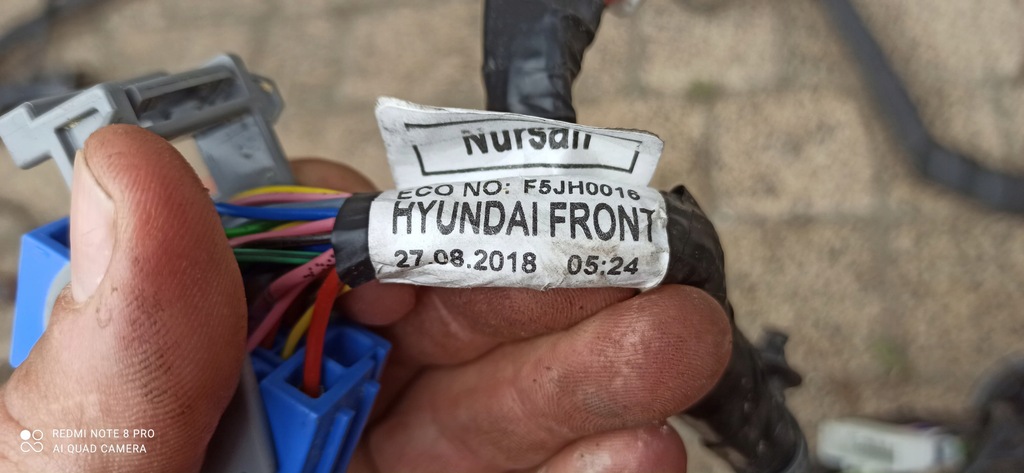 Nursan
ECO NO: F5JH0016
HYUNDAI FRONT
27.08.2018 05:24
REDMI NOTE 8 PRO
AI QUAD CAMERA